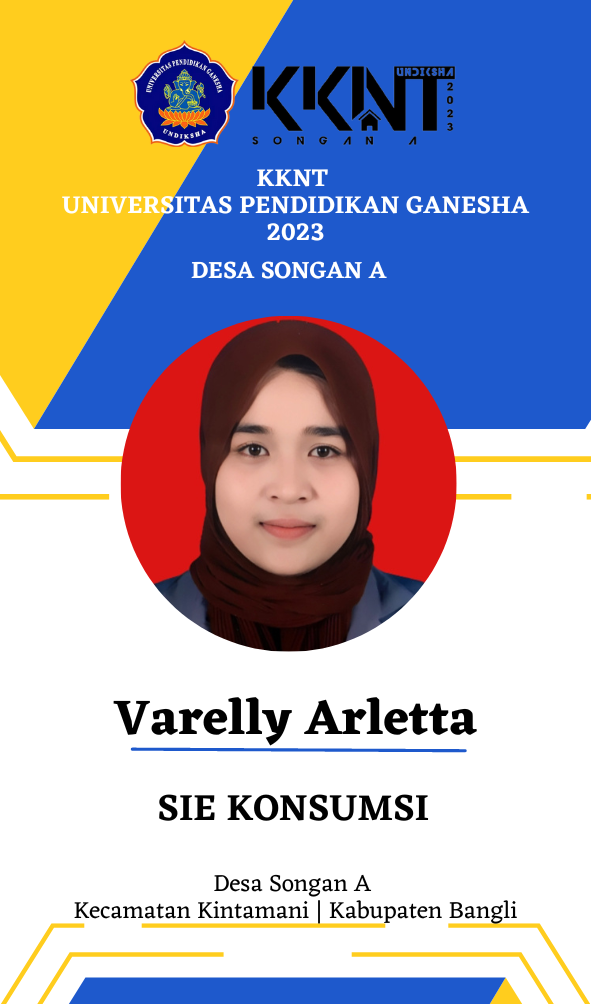 UNIVERSITAS PENDIDIKAN GANESHA
UNDIKSHA
KKNT
UNDIKSHA
2023
SONGAN A
KKNT
UNIVERSITAS PENDIDIKAN GANESHA
2023
DESA SONGAN A
Varelly Arletta
SIE KONSUMSI
Desa Songan A
Kecamatan Kintamani | Kabupaten Bangli